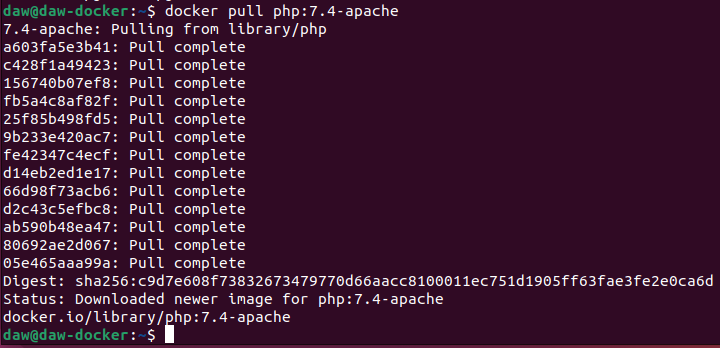 daw@daw-docker:~$ docker pull php:7.4-apache
7.4-apache: Pulling from library/php
a603fa5e3b41: Pull complete
c428f1a49423: Pull complete
156740b07ef8: Pull complete
fb5a4c8af82f: Pull complete
25f85b498fd5: Pull complete
9b233e420ac7: Pull complete
fe42347c4ecf: Pull complete
d14eb2ed1e17: Pull complete
66d98f73acb6: Pull complete
d2c43c5efbc8: Pull complete
ab590b48ea47: Pull complete
80692ae2d067: Pull complete
05e465aaa99a: Pull complete
Digest: sha256:c9d7e608f73832673479770d66aacc8100011ec751d1905ff63fae3fe2e0ca6d
Status: Downloaded newer image for php:7.4-apache
docker.io/library/php:7.4-apache
daw@daw-docker:~$